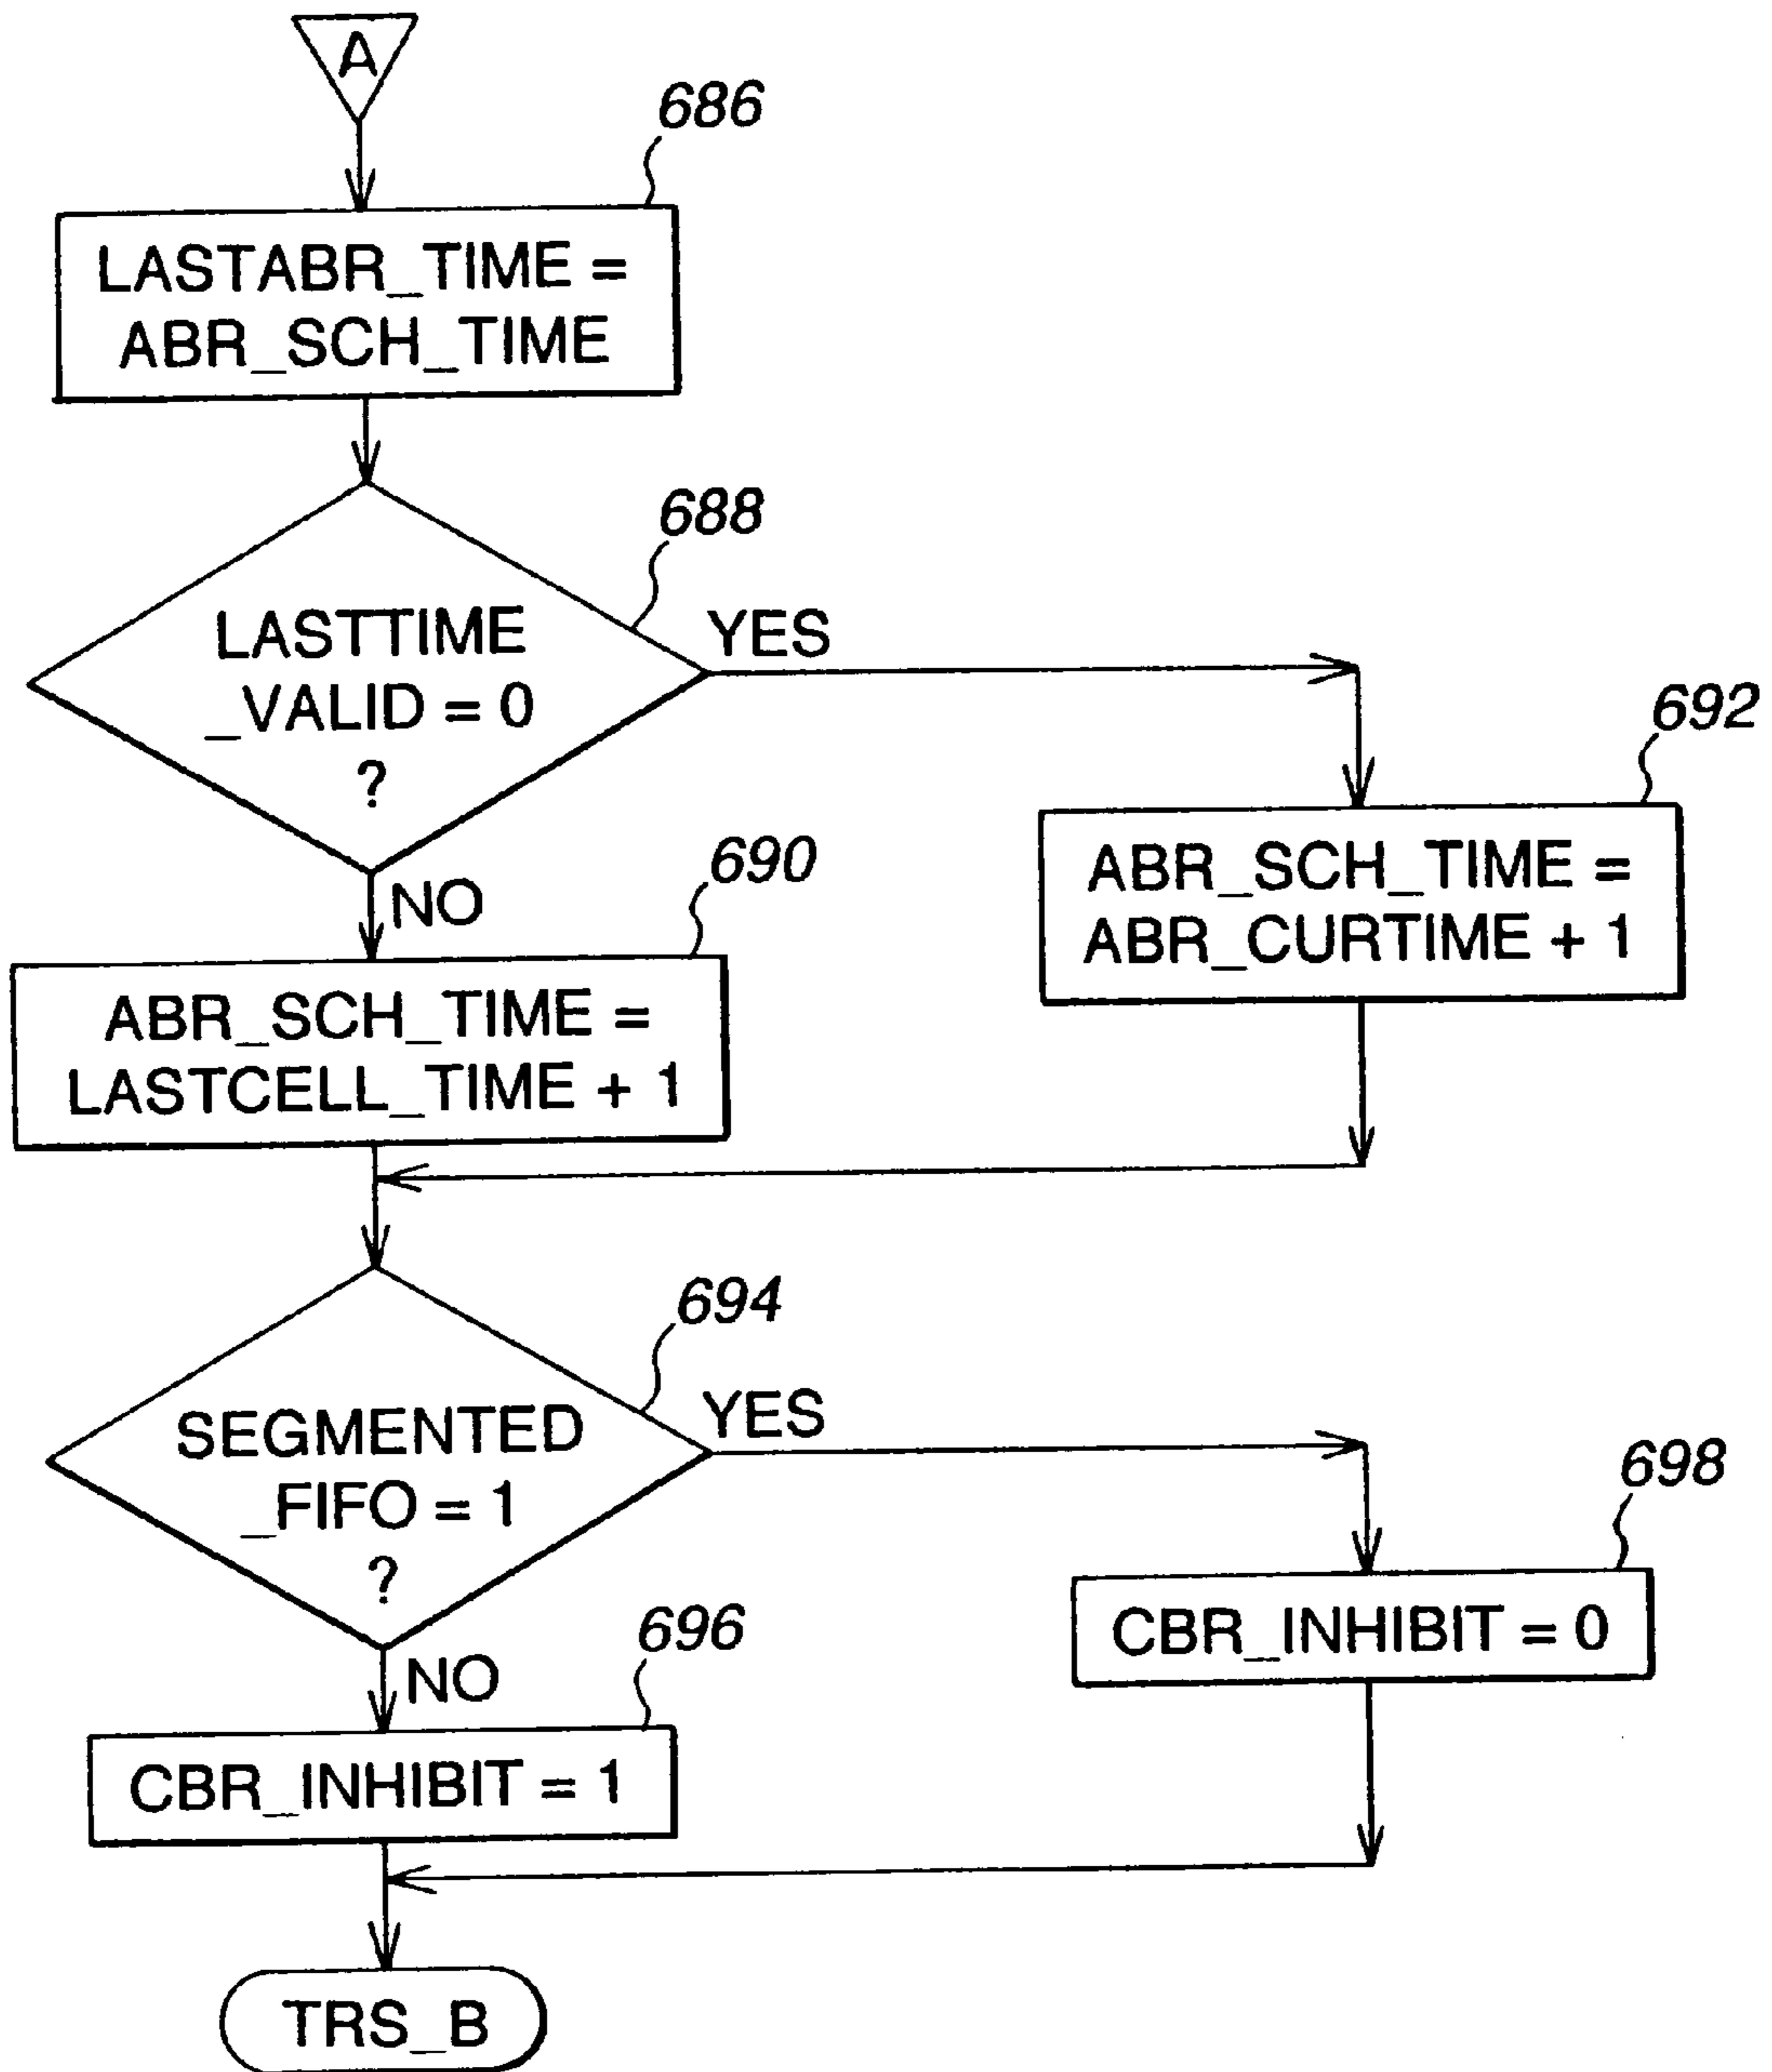 A
686
LASTABR_TIME =
ABR_SCH_TIME
688
LASTTIME
_VALID = 0
?
YES
692
ABR_SCH_TIME =
ABR_CURTIME + 1
NO
690
ABR_SCH_TIME =
LASTCELL_TIME + 1
694
SEGMENTED
_FIFO = 1
?
YES
698
CBR_INHIBIT = 0
NO
696
CBR_INHIBIT = 1
TRS_B